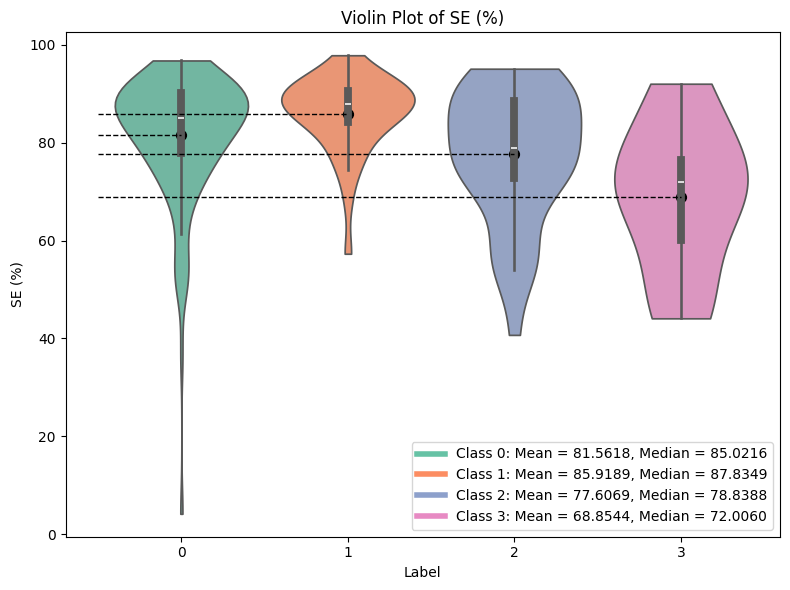 Violin Plot of SE (%)
SE (%)
100
80
60
40
20
0
0
1
2
3
Label
Class 0: Mean = 81.5618, Median = 85.0216
Class 1: Mean = 85.9189, Median = 87.8349
Class 2: Mean = 77.6069, Median = 78.8388
Class 3: Mean = 68.8544, Median = 72.0060